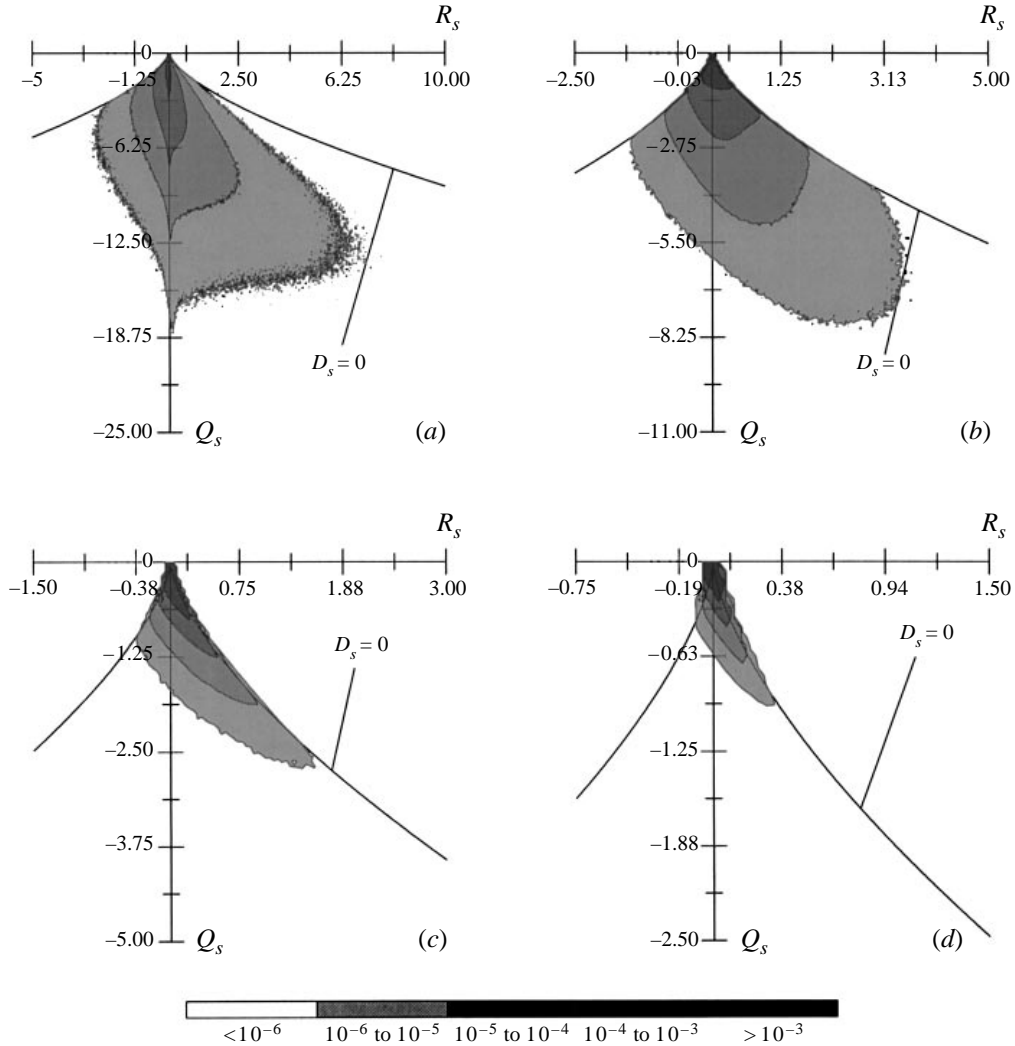 R_s
−5 −1.25 0 2.50 6.25 10.00
−6.25
−12.50
−18.75
−25.00
D_s = 0
Q_s
(a)
R_s
−2.50 −0.03 0 1.25 3.13 5.00
−2.75
−5.50
−8.25
−11.00
D_s = 0
Q_s
(b)
R_s
−1.50 −0.38 0 0.75 1.88 3.00
−1.25
−2.50
−3.75
−5.00
D_s = 0
Q_s
(c)
R_s
−0.75 −0.19 0 0.38 0.94 1.50
−0.63
−1.25
−1.88
−2.50
D_s = 0
Q_s
(d)
<10⁻⁶ 10⁻⁶ to 10⁻⁵ 10⁻⁵ to 10⁻⁴ 10⁻⁴ to 10⁻³ >10⁻³